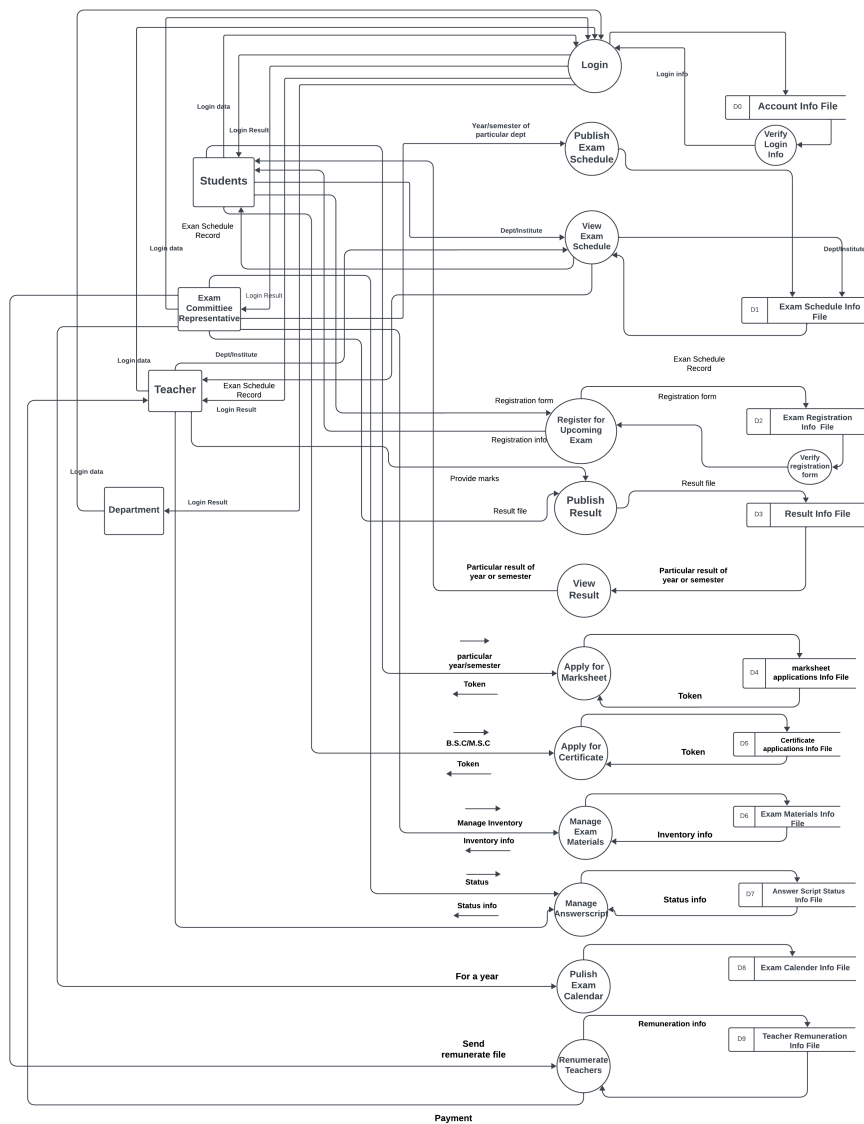 Login
Login info
D0
Account Info File
Login data
Login Result
Year/semester of
particular dept
Publish
Exam
Schedule
Verify
Login
Info
Students
Exan Schedule
Record
Dept/Institute
View
Exam
Schedule
Login data
Dept/Institute
Exam
Committiee
Representative
Login Result
D1
Exam Schedule Info
File
Login data
Dept/Institute
Exam Schedule
Record
Teacher
Exan Schedule
Record
Login Result
Registration form
Registration form
Register for
Upcoming
Exam
Registration info
D2
Exam Registration
Info File
Verify
registration
form
Login data
Provide marks
Result file
Department
Login Result
Result file
Publish
Result
D3
Result Info File
Particular result of
year or semester
View
Result
Particular result of
year or semester
particular
year/semester
Token
Apply for
Marksheet
Token
D4
marksheet
applications Info File
B.S.C/M.S.C
Token
Apply for
Certificate
Token
D5
Certificate
applications Info File
Manage Inventory
Inventory info
Manage
Exam
Materials
Inventory info
D6
Exam Materials Info
File
Status
Status info
Manage
Answerscript
Status info
D7
Answer Script Status
Info File
For a year
Pulish
Exam
Calendar
D8
Exam Calender Info File
Send
remunerate file
Renumerate
Teachers
Remuneration info
D9
Teacher Remuneration
Info File
Payment